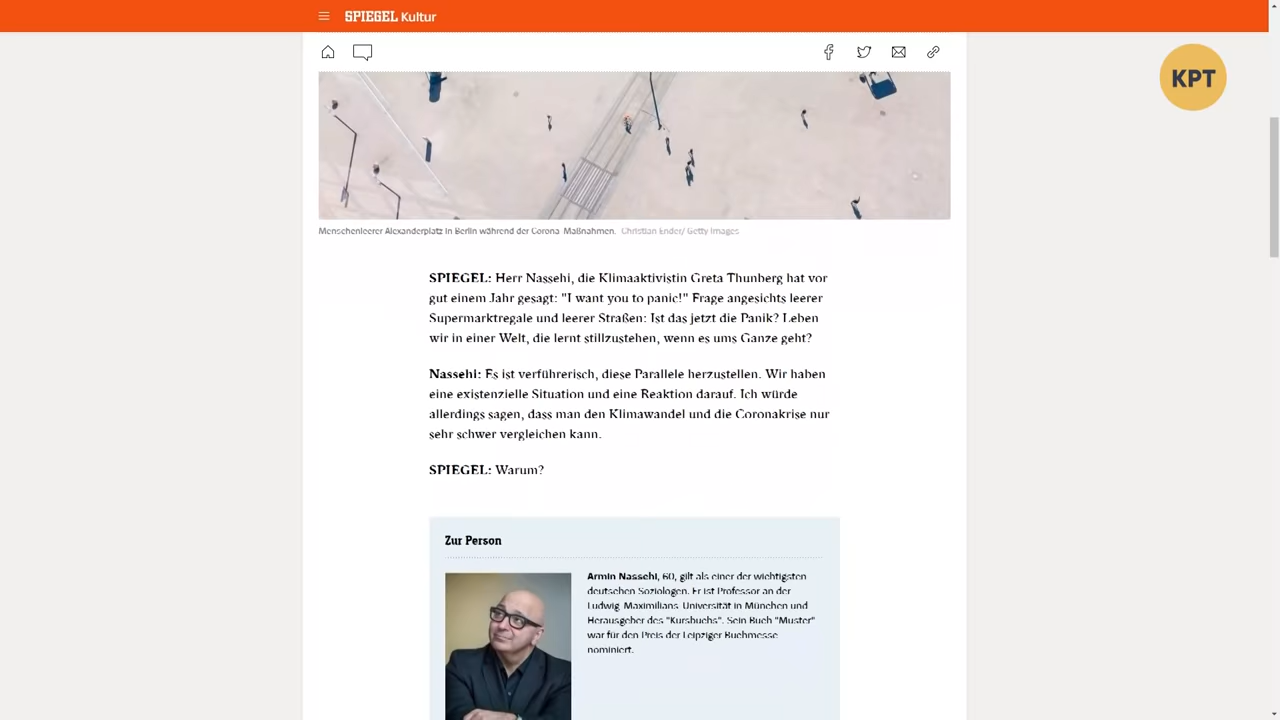 SPIEGEL Kultur
KPT
Menschenleerer Alexanderplatz in Berlin während der Corona-Maßnahmen. Christian Ender/ Getty Images
SPIEGEL: Herr Nassehi, die Klimaaktivistin Greta Thunberg hat vor
gut einem Jahr gesagt: "I want you to panic!" Frage angesichts leerer
Supermarktregale und leerer Straßen: Ist das jetzt die Panik? Leben
wir in einer Welt, die lernt stillzustehen, wenn es ums Ganze geht?
Nassehi: Es ist verführerisch, diese Parallele herzustellen. Wir haben
eine existenzielle Situation und eine Reaktion darauf. Ich würde
allerdings sagen, dass man den Klimawandel und die Coronakrise nur
sehr schwer vergleichen kann.
SPIEGEL: Warum?
Zur Person
Armin Nassehi, 60, gilt als einer der wichtigsten
deutschen Soziologen. Er ist Professor an der
Ludwig-Maximilians-Universität in München und
Herausgeber des "Kursbuchs". Sein Buch "Muster"
war für den Preis der Leipziger Buchmesse
nominiert.